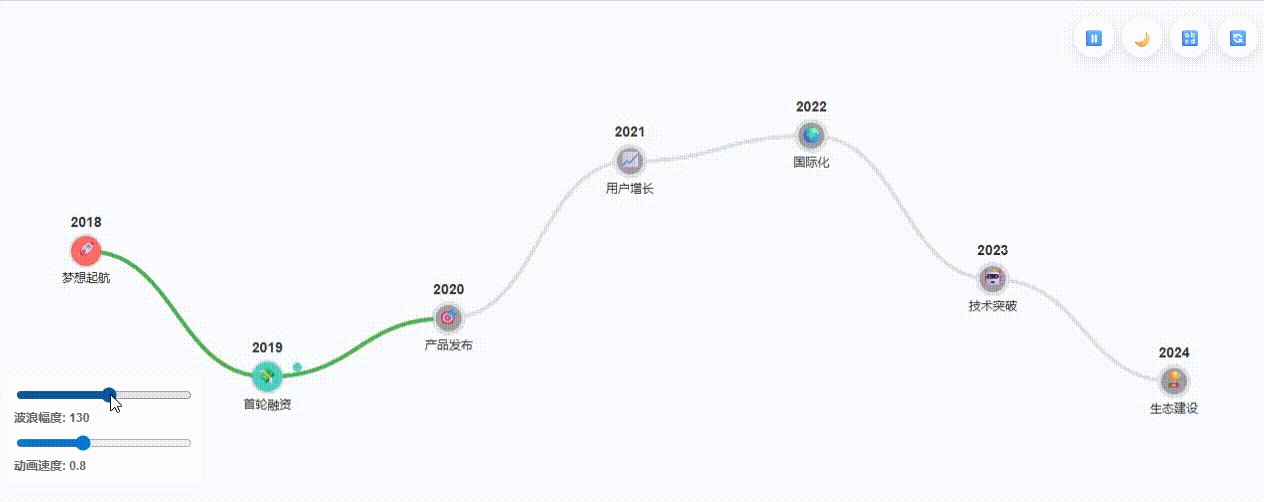 2022
国际化
2021
用户增长
2018
梦想起航
2023
技术突破
2020
产品发布
2019
首轮融资
2024
生态建设
波浪幅度: 130
动画速度: 0.8